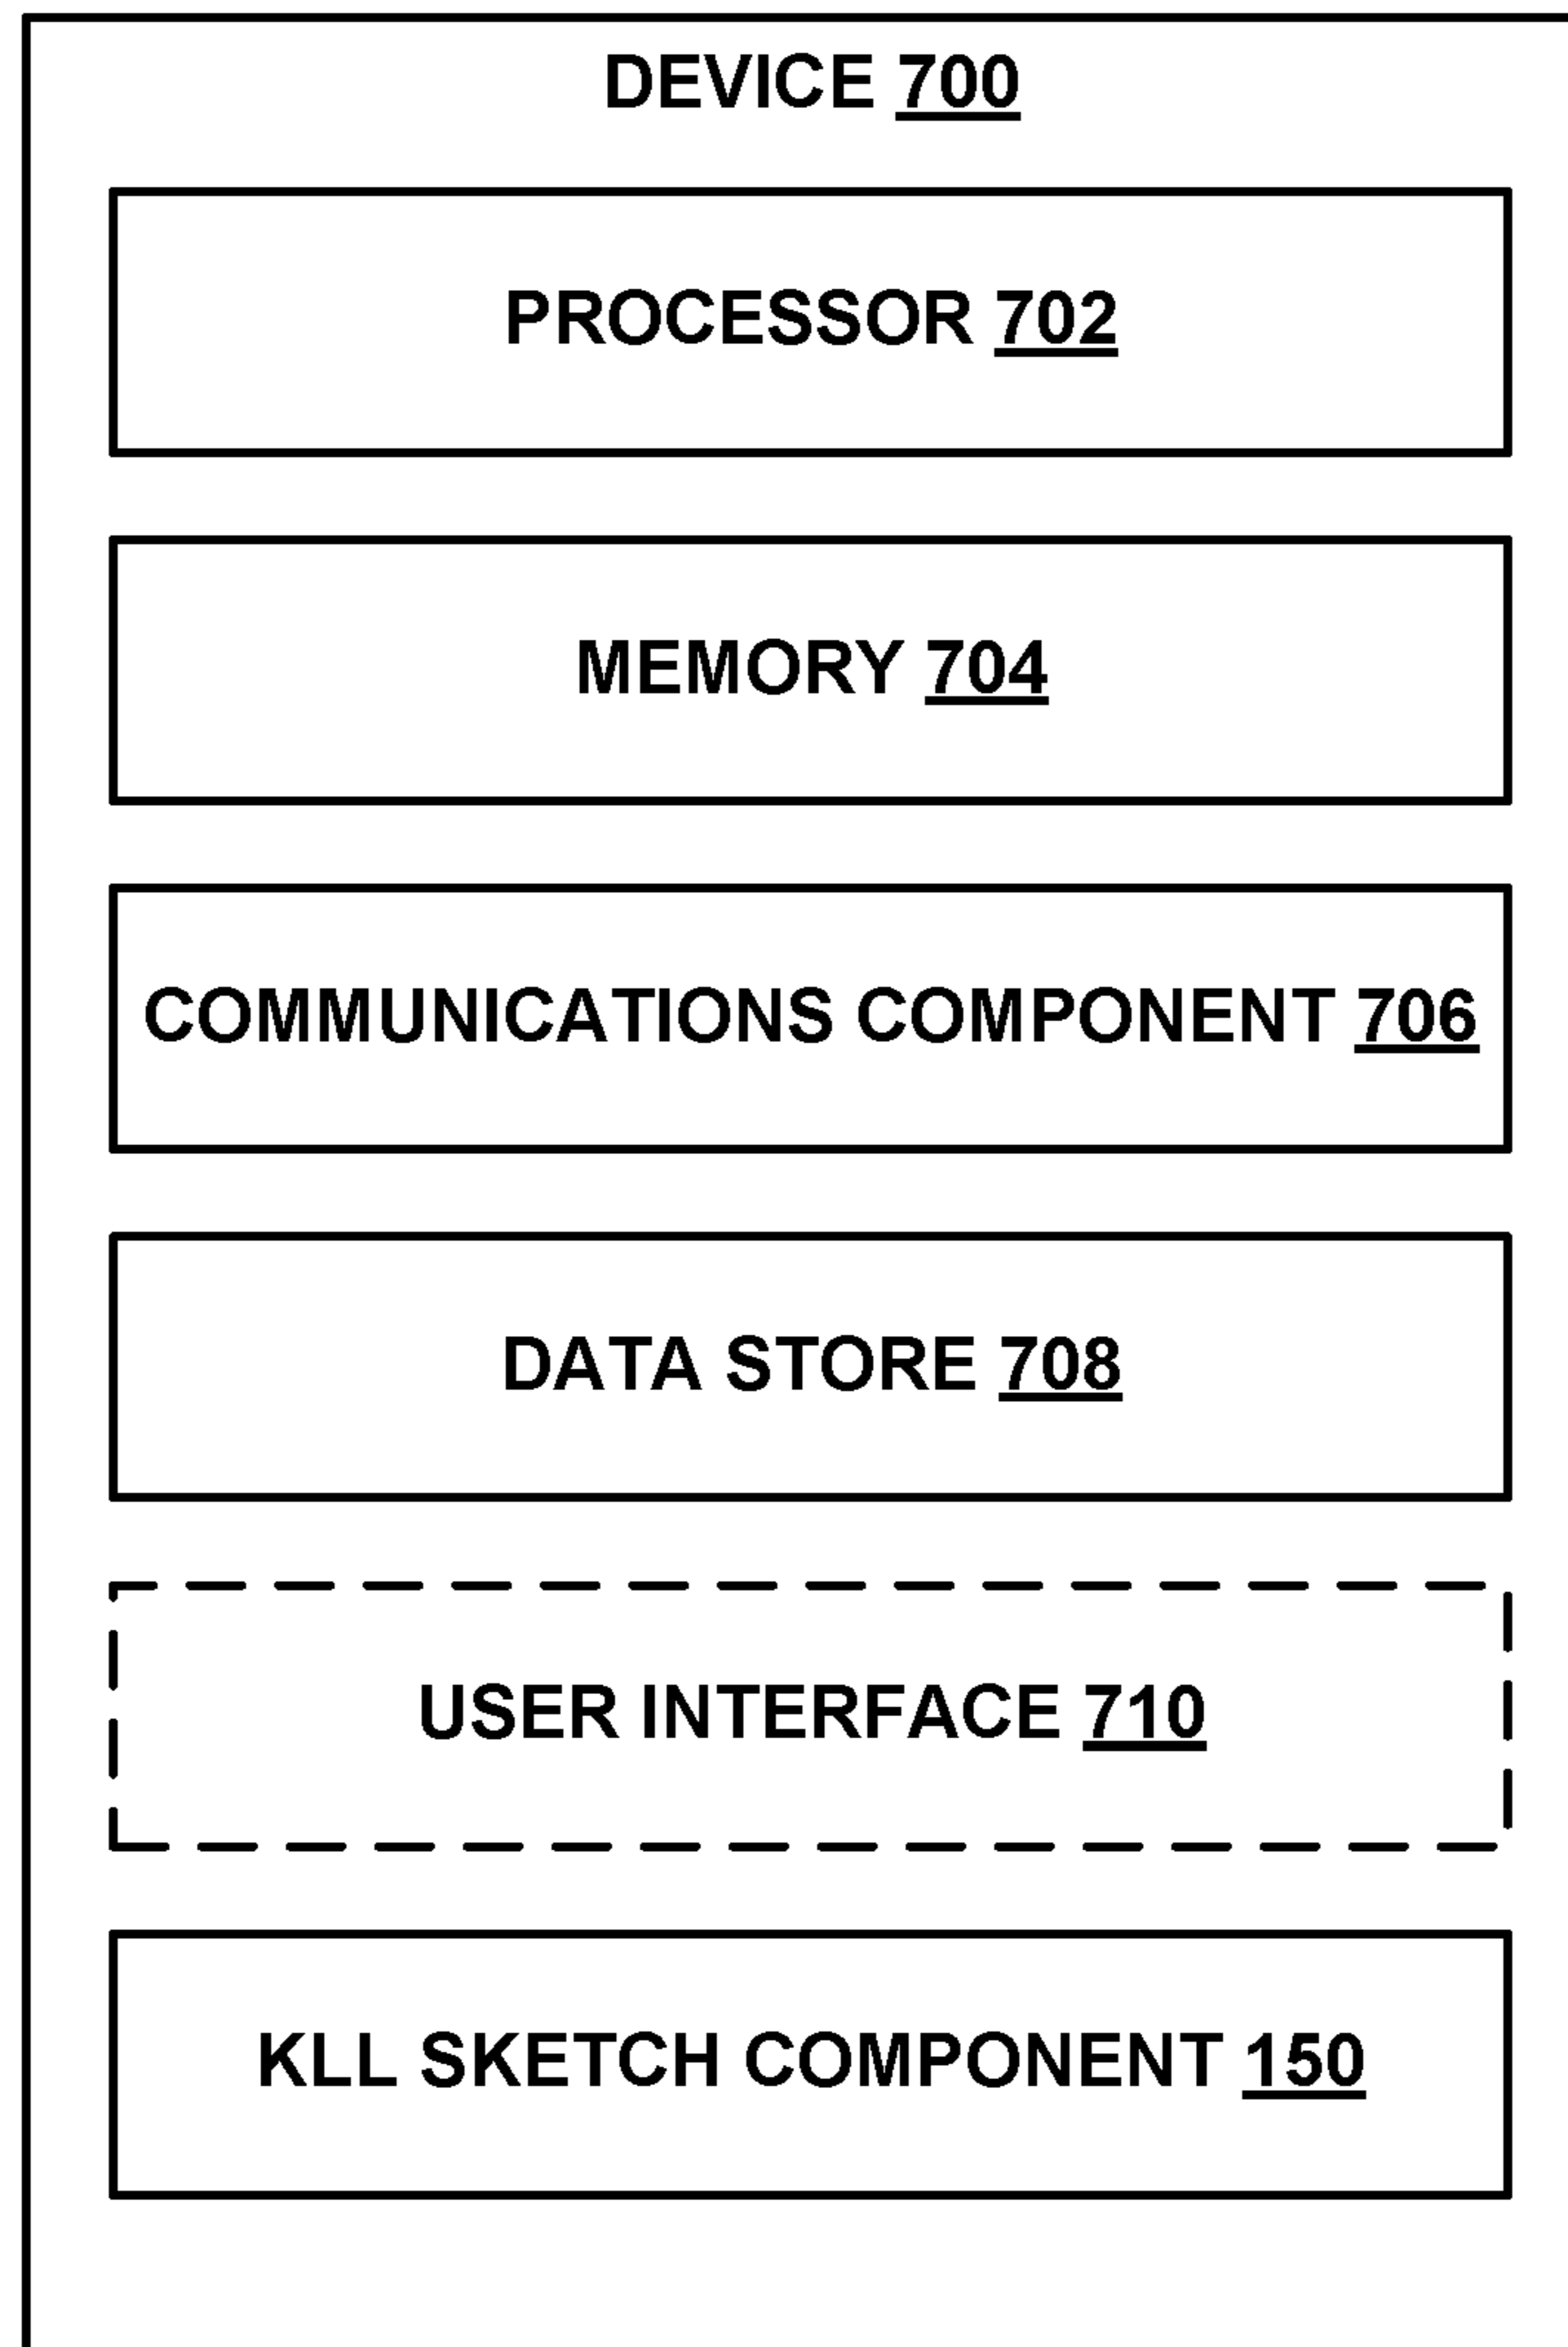 DEVICE 700
PROCESSOR 702
MEMORY 704
COMMUNICATIONS COMPONENT 706
DATA STORE 708
USER INTERFACE 710
KLL SKETCH COMPONENT 150